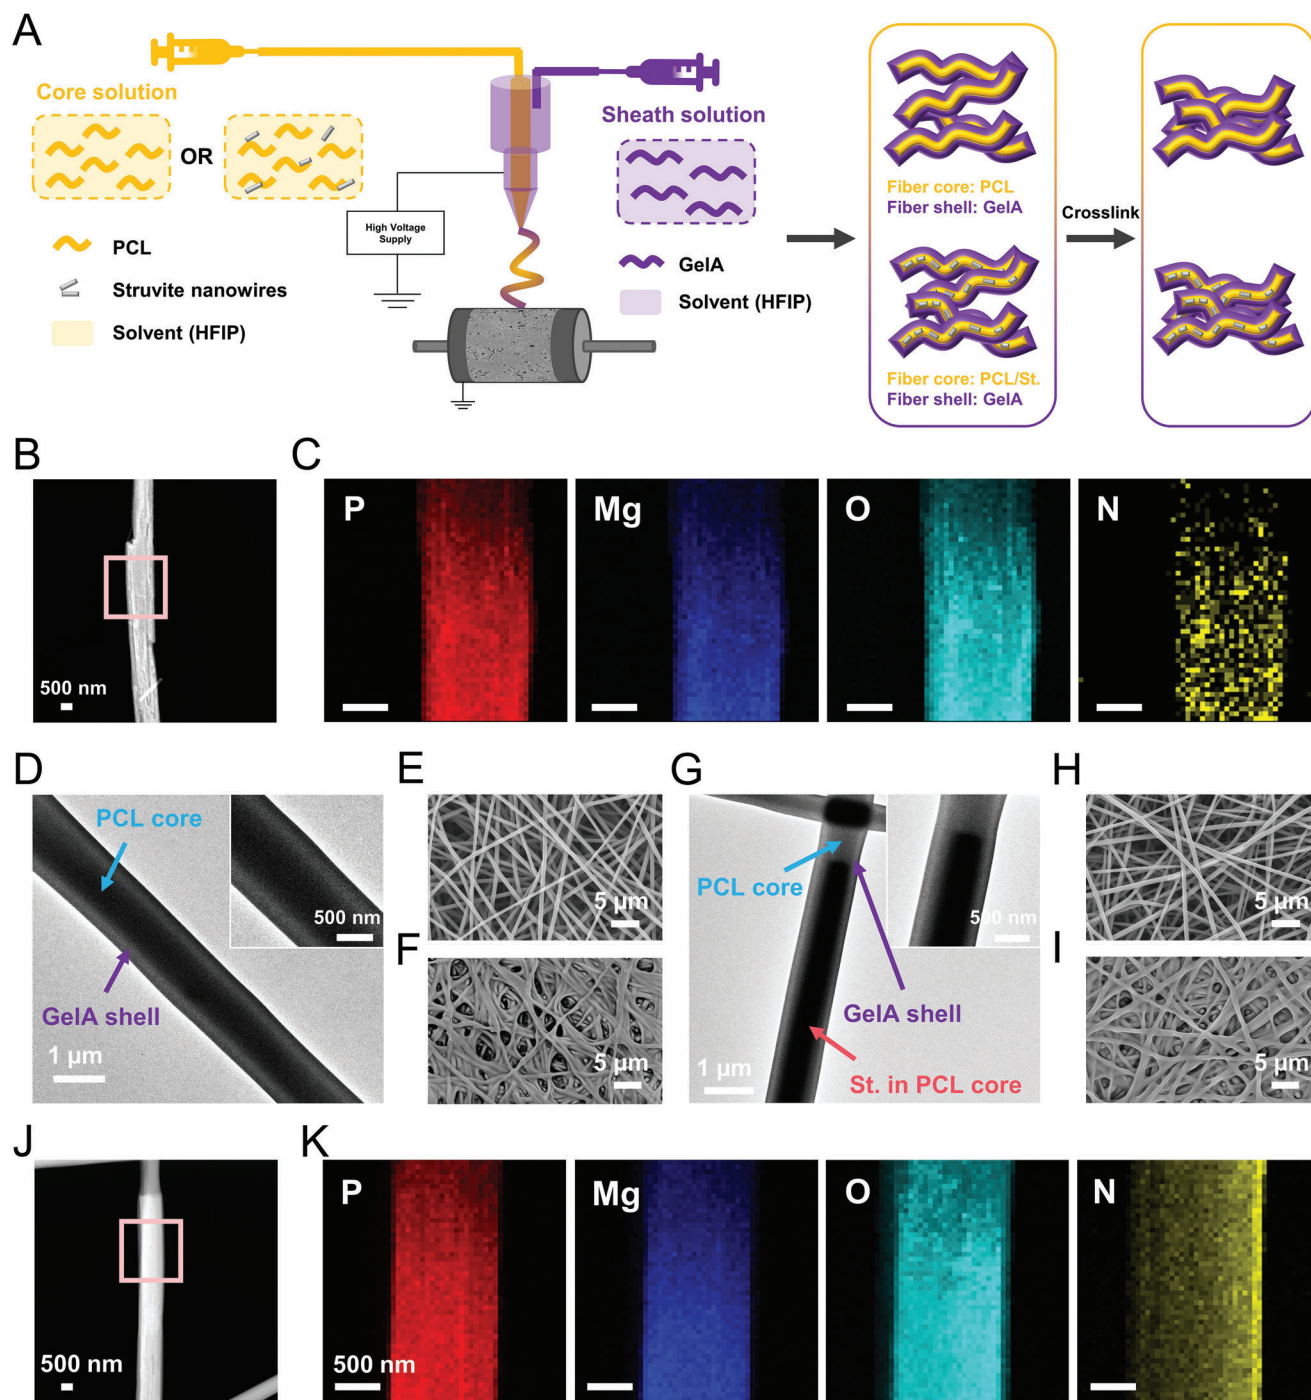 A
Core solution
OR
PCL
Struvite nanowires
Solvent (HFIP)
High Voltage
Supply
Sheath solution
GelA
Solvent (HFIP)
Fiber core: PCL
Fiber shell: GelA
Crosslink
Fiber core: PCL/St.
Fiber shell: GelA
B
500 nm
C
P
Mg
O
N
D
PCL core
GelA shell
1 µm
500 nm
E
5 µm
F
5 µm
G
PCL core
GelA shell
St. in PCL core
1 µm
500 nm
H
5 µm
I
5 µm
J
500 nm
K
P
500 nm
Mg
O
N